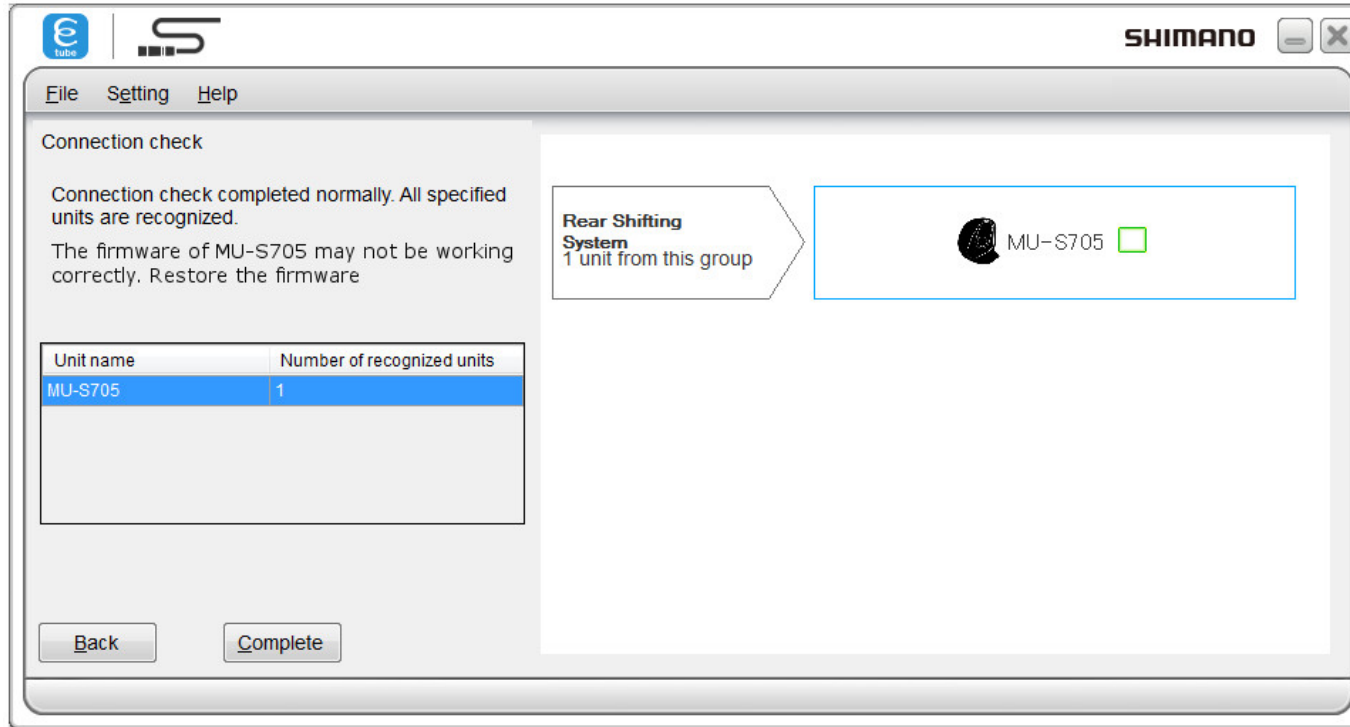 E
tube
SHIMANO
File Setting Help
Connection check
Connection check completed normally. All specified
units are recognized.
The firmware of MU-S705 may not be working
correctly. Restore the firmware
Unit name Number of recognized units
MU-S705 1
Back Complete
Rear Shifting
System
1 unit from this group
MU-S705